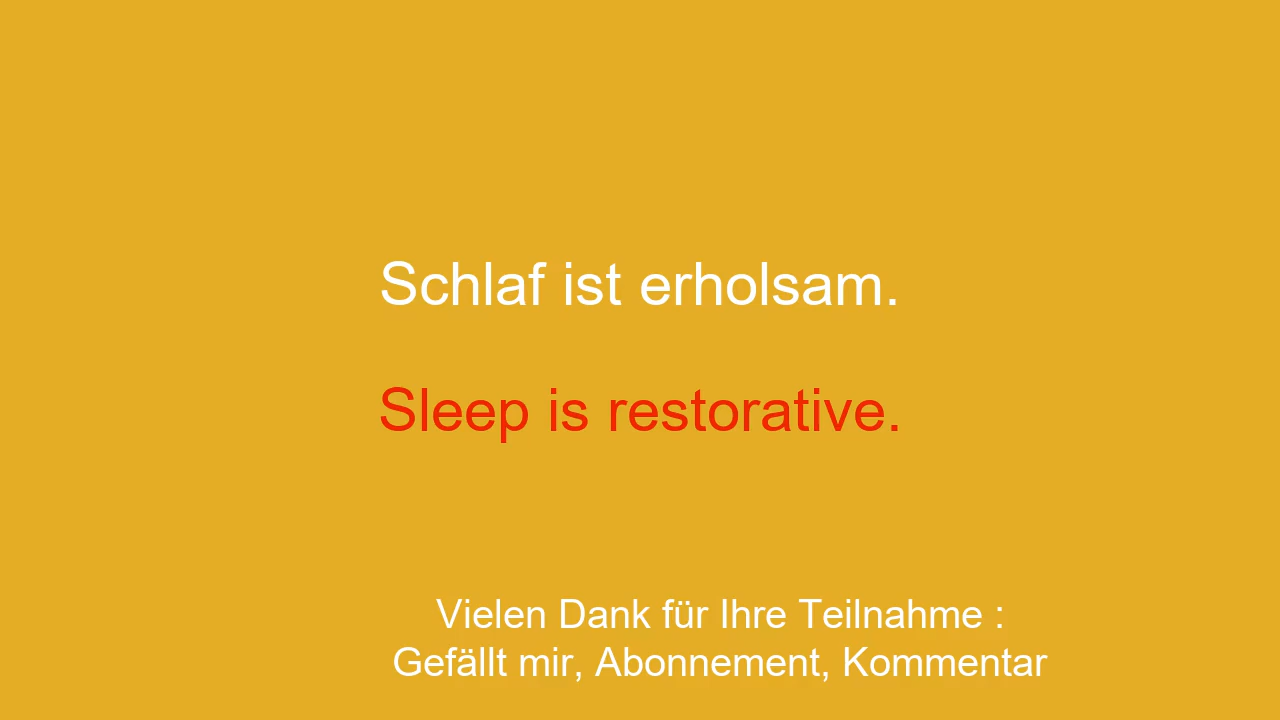 Schlaf ist erholsam.
Sleep is restorative.
Vielen Dank für Ihre Teilnahme :
Gefällt mir, Abonnement, Kommentar